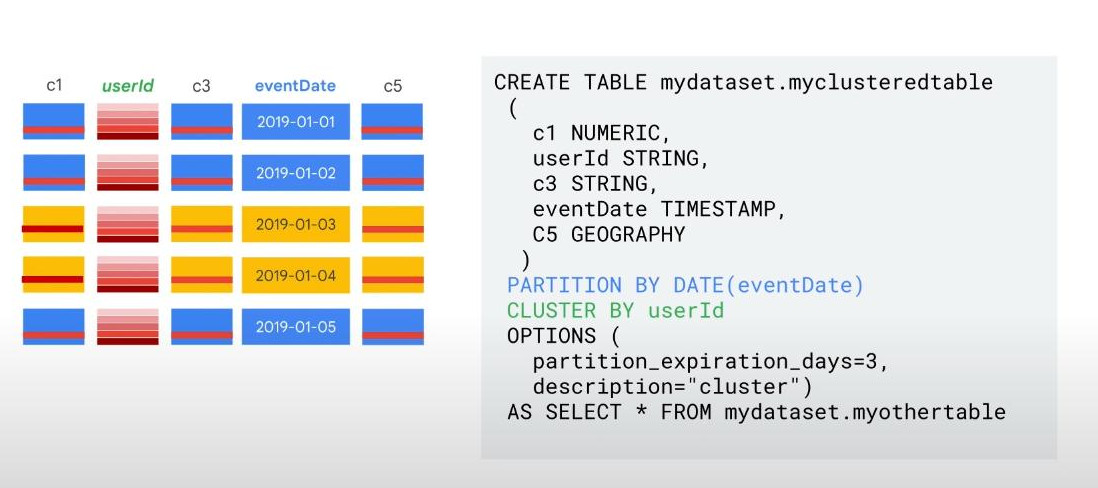 c1 userId c3 eventDate c5
2019-01-01
2019-01-02
2019-01-03
2019-01-04
2019-01-05
CREATE TABLE mydataset.myclusteredtable
(
c1 NUMERIC,
userId STRING,
c3 STRING,
eventDate TIMESTAMP,
C5 GEOGRAPHY
)
PARTITION BY DATE(eventDate)
CLUSTER BY userId
OPTIONS (
partition_expiration_days=3,
description="cluster")
AS SELECT * FROM mydataset.myothertable